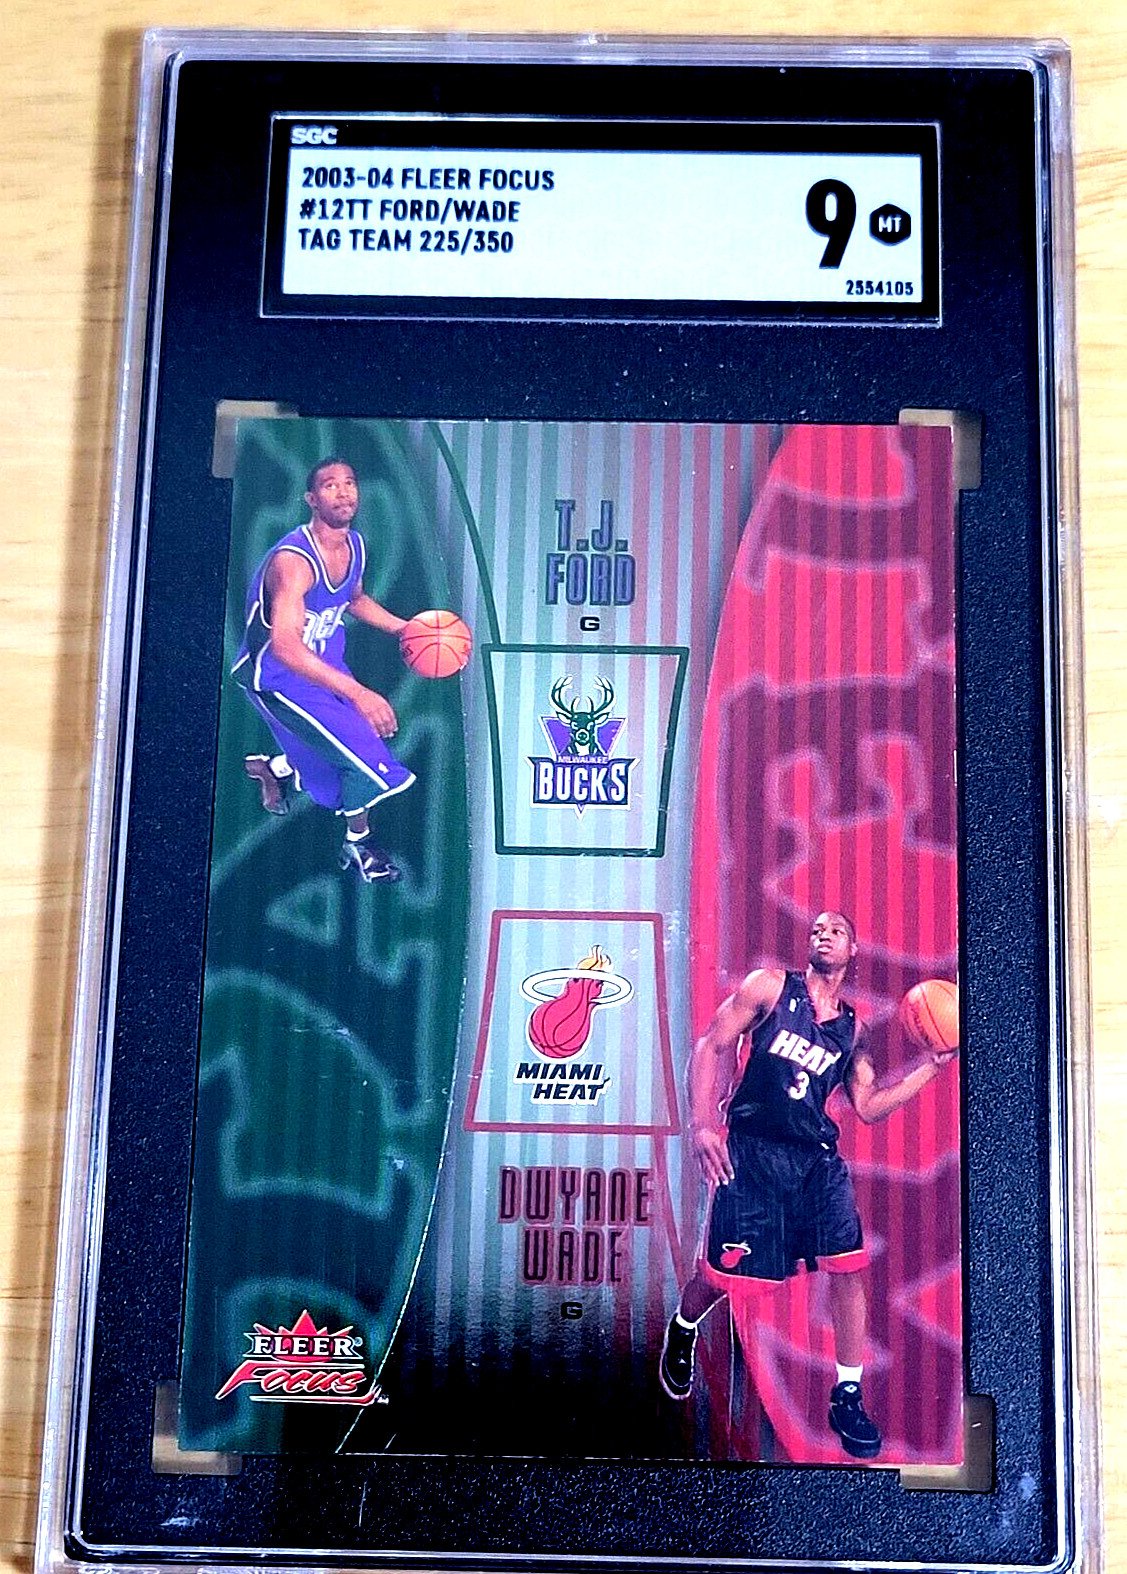 SGC
2003-04 FLEER FOCUS
#12TT FORD/WADE
TAG TEAM 225/350
9
MT
2554105
T.J.
FORD
G
MILWAUKEE
BUCKS
MIAMI
HEAT
HEAT
3
DWYANE
WADE
G
FLEER®
Focus